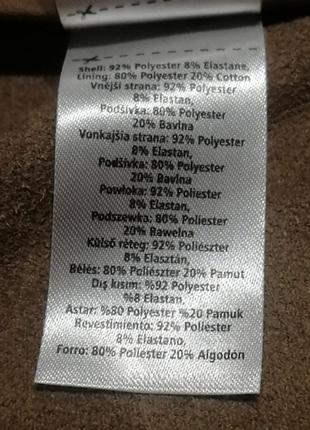 Shell: 92% Polyester 8% Elastane,
Lining: 80% Polyester 20% Cotton
Vnější strana: 92% Polyester
8% Elastan,
Podšívka: 80% Polyester
20% Bavlna
Vonkajšia strana: 92% Polyester
8% Elastan,
Podšívka: 80% Polyester
20% Bavlna
Powłoka: 92% Poliester
8% Elastan,
Podszewka: 80% Poliester
20% Bawełna
Külső réteg: 92% Poliészter
8% Elasztán,
Bélés: 80% Poliészter 20% Pamut
Dış kısım: %92 Polyester
%8 Elastan,
Astar: %80 Polyester %20 Pamuk
Revestimiento: 92% Poliéster
8% Elastano,
Forro: 80% Poliéster 20% Algodón